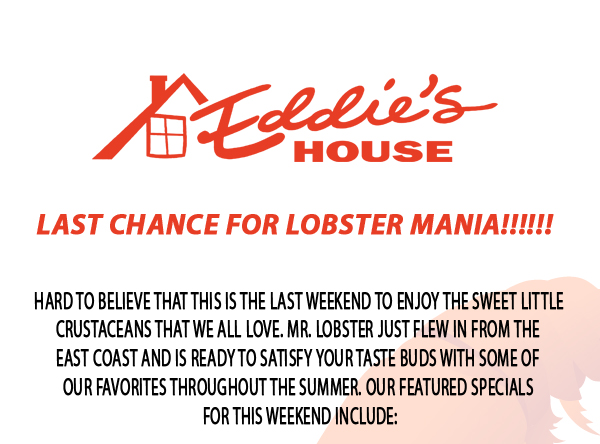 Eddie's
HOUSE
LAST CHANCE FOR LOBSTER MANIA!!!!!!
HARD TO BELIEVE THAT THIS IS THE LAST WEEKEND TO ENJOY THE SWEET LITTLE
CRUSTACEANS THAT WE ALL LOVE. MR. LOBSTER JUST FLEW IN FROM THE
EAST COAST AND IS READY TO SATISFY YOUR TASTE BUDS WITH SOME OF
OUR FAVORITES THROUGHOUT THE SUMMER. OUR FEATURED SPECIALS
FOR THIS WEEKEND INCLUDE: